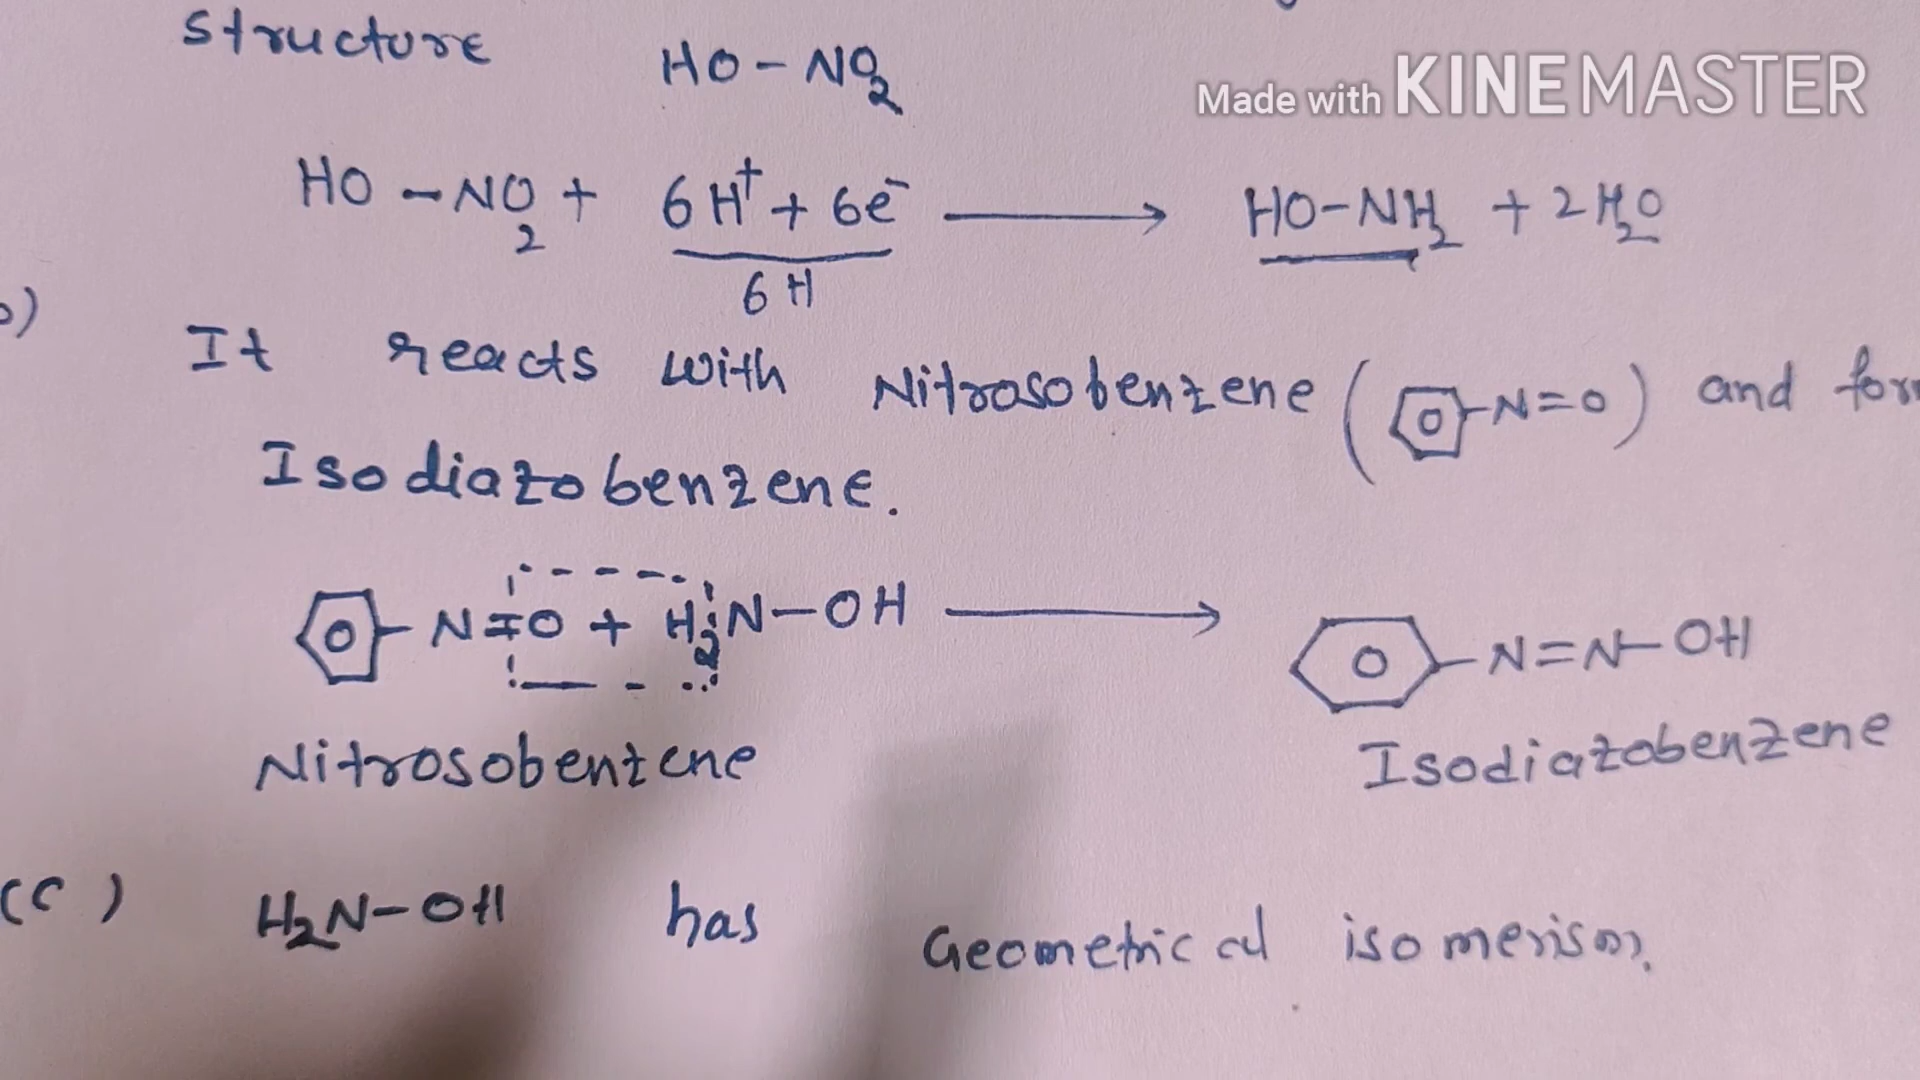 Structure HO-NO2
Made with KINEMASTER
HO-NO2 + 6H+ + 6e- → HO-NH2 + 2H2O
6H
It reacts with Nitrosobenzene (-N=O) and
Isodiazobenzene.
-N=O + H2N-OH → -N=N-OH
Nitrosobenzene Isodiazobenzene
(C) H2N-OH has Geometrical isomerism.